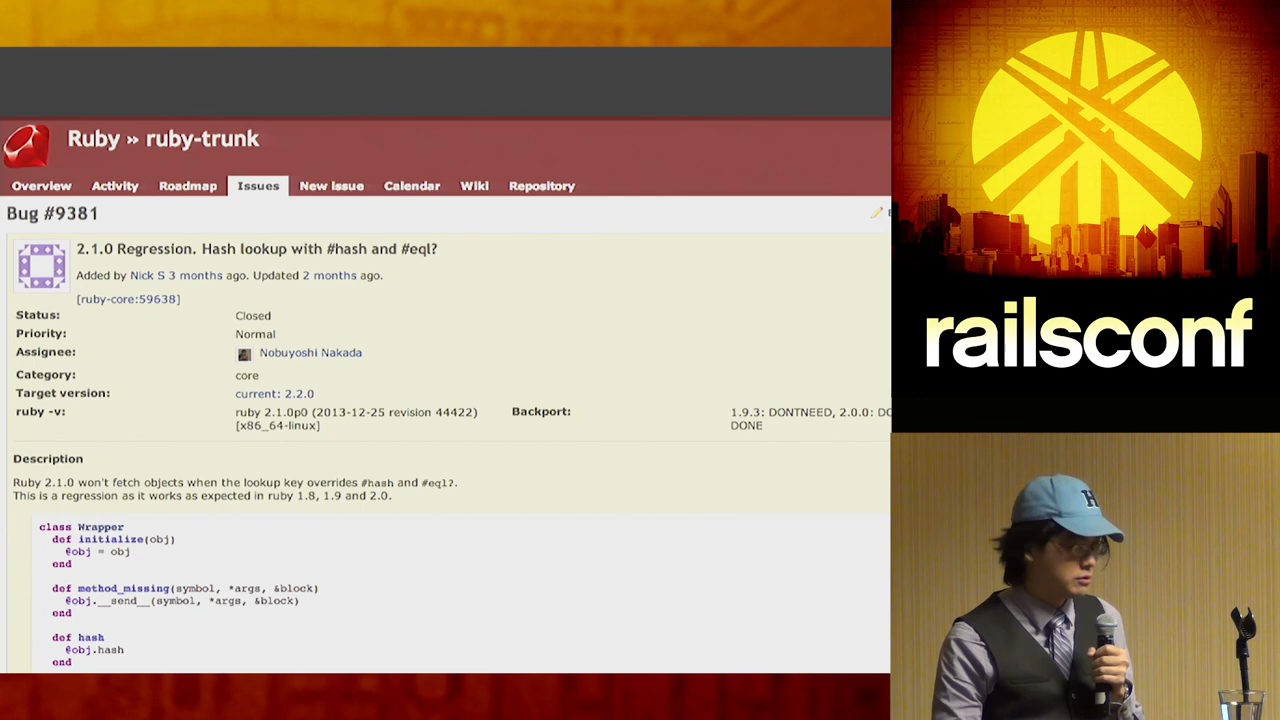 Ruby » ruby-trunk
Overview Activity Roadmap Issues New issue Calendar Wiki Repository
Bug #9381
2.1.0 Regression. Hash lookup with #hash and #eql?
Added by Nick S 3 months ago. Updated 2 months ago.
[ruby-core:59638]
Status: Closed
Priority: Normal
Assignee: Nobuyoshi Nakada
Category: core
Target version: current: 2.2.0
ruby -v: ruby 2.1.0p0 (2013-12-25 revision 44422) [x86_64-linux]
Backport: 1.9.3: DONTNEED, 2.0.0: DO
DONE
Description
Ruby 2.1.0 won't fetch objects when the lookup key overrides #hash and #eql?.
This is a regression as it works as expected in ruby 1.8, 1.9 and 2.0.
class Wrapper
def initialize(obj)
@obj = obj
end
def method_missing(symbol, *args, &block)
@obj.__send__(symbol, *args, &block)
end
def hash
@obj.hash
end
railsconf
H